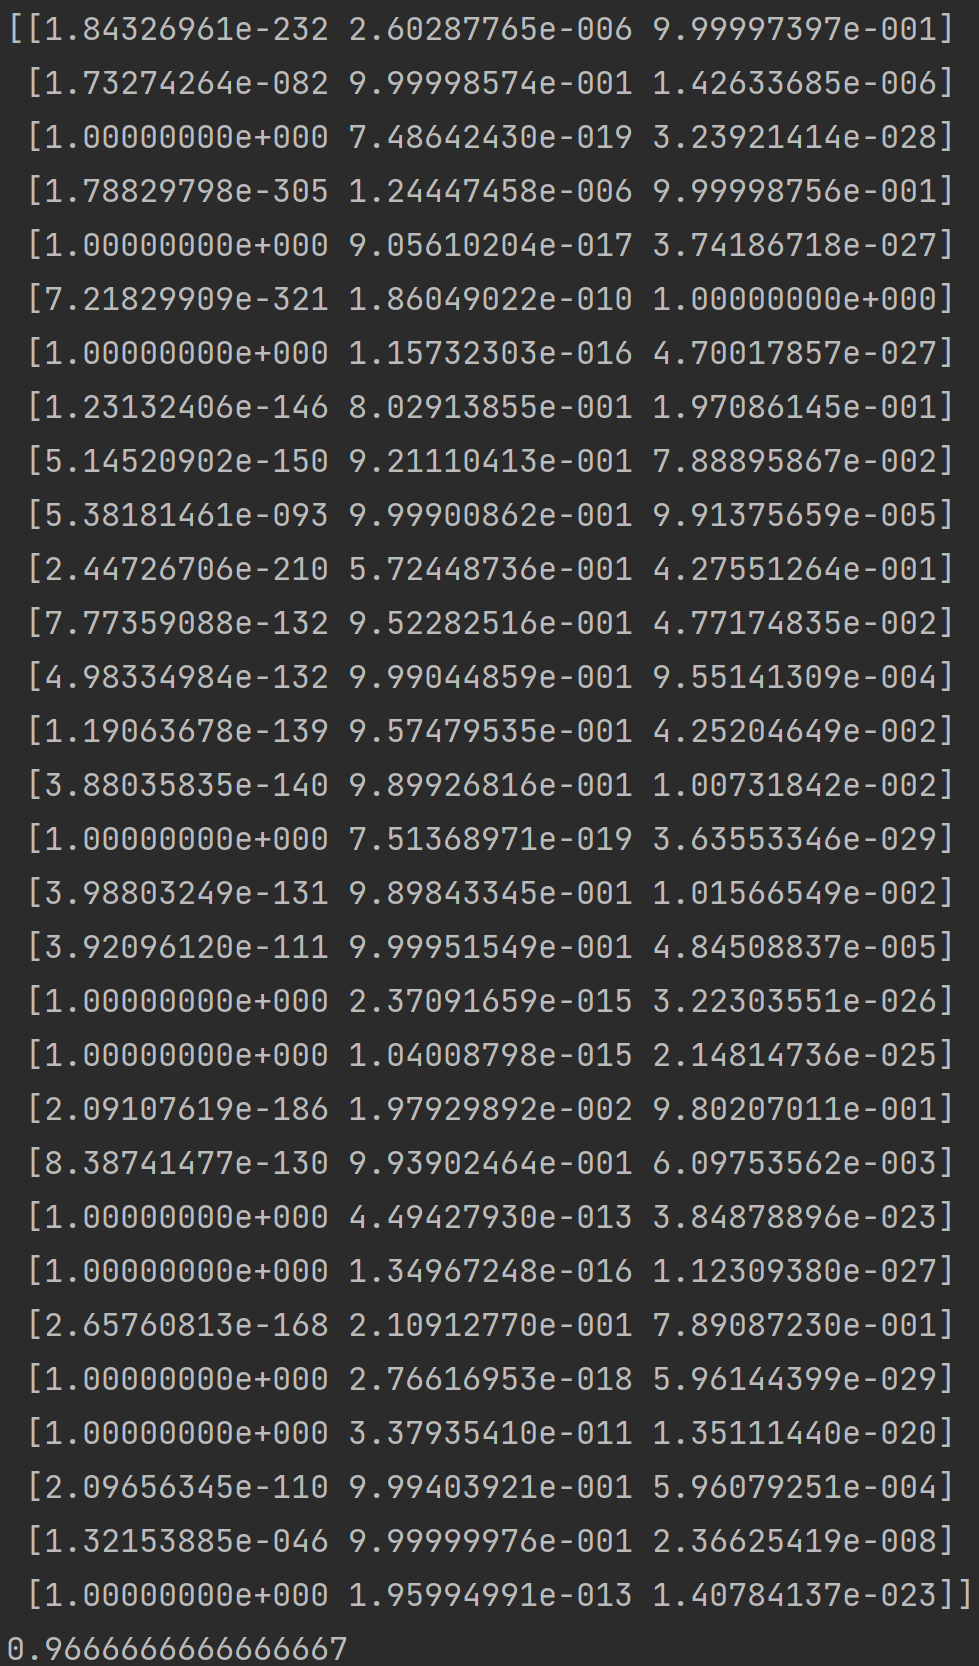 [[1.84326961e-232 2.60287765e-006 9.99997397e-001]
[1.73274264e-082 9.99998574e-001 1.42633685e-006]
[1.00000000e+000 7.48642430e-019 3.23921414e-028]
[1.78829798e-305 1.24447458e-006 9.99998756e-001]
[1.00000000e+000 9.05610204e-017 3.74186718e-027]
[7.21829909e-321 1.86049022e-010 1.00000000e+000]
[1.00000000e+000 1.15732303e-016 4.70017857e-027]
[1.23132406e-146 8.02913855e-001 1.97086145e-001]
[5.14520902e-150 9.21110413e-001 7.88895867e-002]
[5.38181461e-093 9.99900862e-001 9.91375659e-005]
[2.44726706e-210 5.72448736e-001 4.27551264e-001]
[7.77359088e-132 9.52282516e-001 4.77174835e-002]
[4.98334984e-132 9.99044859e-001 9.55141309e-004]
[1.19063678e-139 9.57479535e-001 4.25204649e-002]
[3.88035835e-140 9.89926816e-001 1.00731842e-002]
[1.00000000e+000 7.51368971e-019 3.63553346e-029]
[3.98803249e-131 9.89843345e-001 1.01566549e-002]
[3.92096120e-111 9.99951549e-001 4.84508837e-005]
[1.00000000e+000 2.37091659e-015 3.22303551e-026]
[1.00000000e+000 1.04008798e-015 2.14814736e-025]
[2.09107619e-186 1.97929892e-002 9.80207011e-001]
[8.38741477e-130 9.93902464e-001 6.09753562e-003]
[1.00000000e+000 4.49427930e-013 3.84878896e-023]
[1.00000000e+000 1.34967248e-016 1.12309380e-027]
[2.65760813e-168 2.10912770e-001 7.89087230e-001]
[1.00000000e+000 2.76616953e-018 5.96144399e-029]
[1.00000000e+000 3.37935410e-011 1.35111440e-020]
[2.09656345e-110 9.99403921e-001 5.96079251e-004]
[1.32153885e-046 9.99999976e-001 2.36625419e-008]
[1.00000000e+000 1.95994991e-013 1.40784137e-023]]
0.9666666666666667